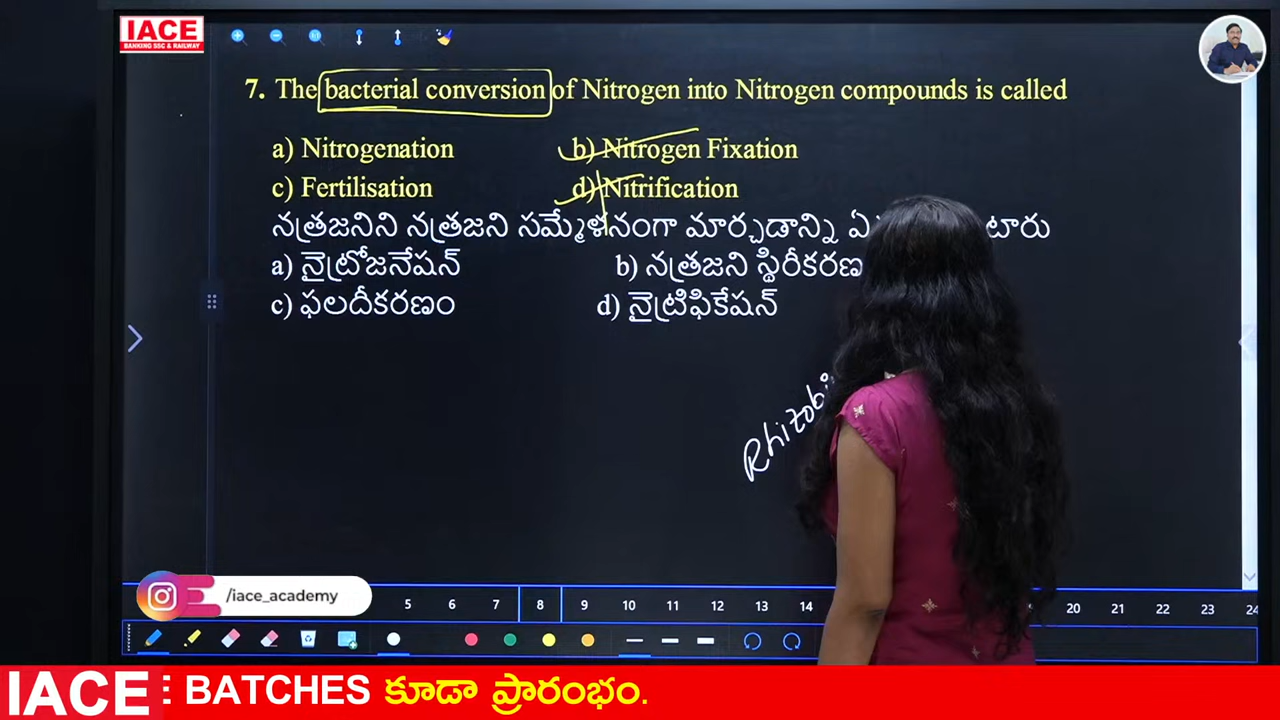 IACE
BANKING SSC & RAILWAY
7. The bacterial conversion of Nitrogen into Nitrogen compounds is called
a) Nitrogenation b) Nitrogen Fixation
c) Fertilisation d) Nitrification
నత్రజనిని నత్రజని సమ్మేళనంగా మార్చడాన్ని
a) నైట్రోజనేషన్ b) నత్రజని స్థిరీకరణ
c) ఫలదీకరణం d) నైట్రిఫికేషన్
/iace_academy
5 6 7 8 9 10 11 12 13 14 20 21 22 23 24
IACE BATCHES కూడా ప్రారంభం.